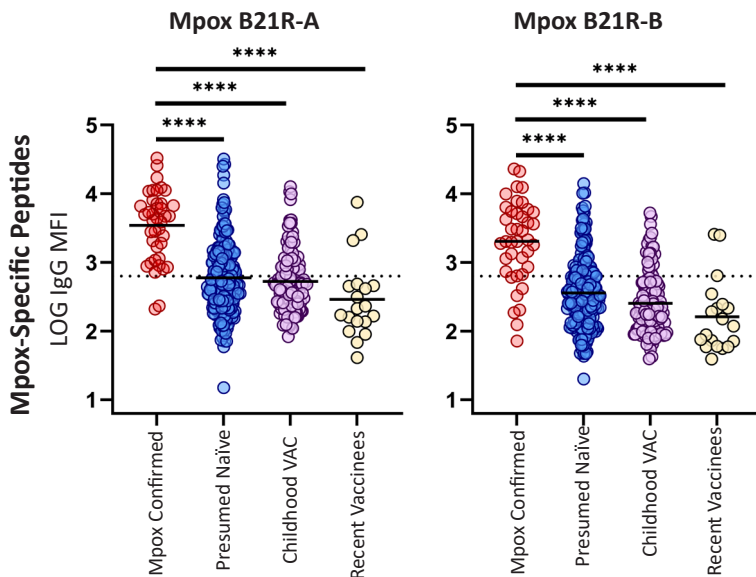 Mpox B21R-A
Mpox B21R-B
****
****
****
****
****
****
Mpox-Specific Peptides
LOG IgG MFI
5
4
3
2
1
5
4
3
2
1
Mpox Confirmed
Presumed Naïve
Childhood VAC
Recent Vaccinees
Mpox Confirmed
Presumed Naïve
Childhood VAC
Recent Vaccinees